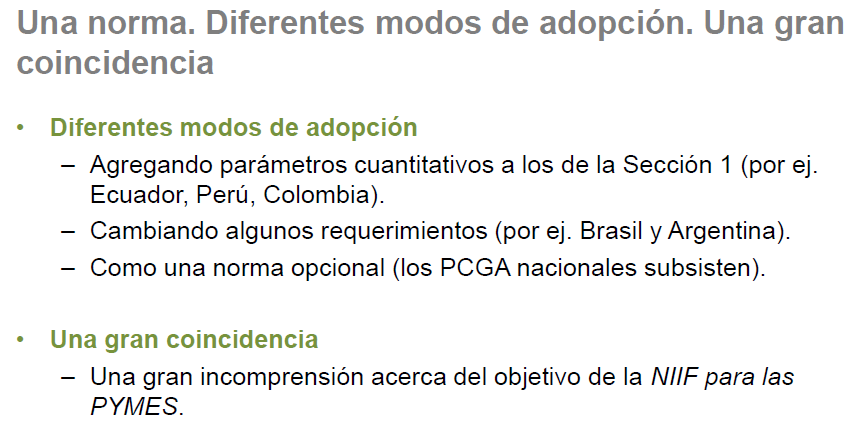 Una norma. Diferentes modos de adopción. Una gran
coincidencia
• Diferentes modos de adopción
– Agregando parámetros cuantitativos a los de la Sección 1 (por ej.
Ecuador, Perú, Colombia).
– Cambiando algunos requerimientos (por ej. Brasil y Argentina).
– Como una norma opcional (los PCGA nacionales subsisten).
• Una gran coincidencia
– Una gran incomprensión acerca del objetivo de la NIIF para las
PYMES.